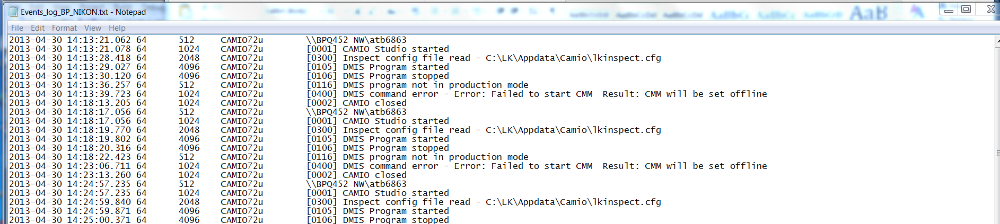 Events_log_BP_NIKON.txt - Notepad
File Edit Format View Help
2013-04-30 14:13:21.062 64 512 CAMIO72u \\BPQ452 NW\atb6863
2013-04-30 14:13:21.078 64 1024 CAMIO72u [0001] CAMIO Studio started
2013-04-30 14:13:28.418 64 2048 CAMIO72u [0300] Inspect config file read - C:\LK\Appdata\Camio\lkinspect.cfg
2013-04-30 14:13:29.027 64 4096 CAMIO72u [0105] DMIS Program started
2013-04-30 14:13:30.120 64 4096 CAMIO72u [0106] DMIS Program stopped
2013-04-30 14:13:36.257 64 512 CAMIO72u [0116] DMIS program not in production mode
2013-04-30 14:13:39.723 64 1024 CAMIO72u [0400] DMIS command error - Error: Failed to start CMM Result: CMM will be set offline
2013-04-30 14:18:13.205 64 1024 CAMIO72u [0002] CAMIO closed
2013-04-30 14:18:17.056 64 512 CAMIO72u \\BPQ452 NW\atb6863
2013-04-30 14:18:17.056 64 1024 CAMIO72u [0001] CAMIO Studio started
2013-04-30 14:18:19.770 64 2048 CAMIO72u [0300] Inspect config file read - C:\LK\Appdata\Camio\lkinspect.cfg
2013-04-30 14:18:19.802 64 4096 CAMIO72u [0105] DMIS Program started
2013-04-30 14:18:20.316 64 4096 CAMIO72u [0106] DMIS Program stopped
2013-04-30 14:18:22.423 64 512 CAMIO72u [0116] DMIS program not in production mode
2013-04-30 14:23:06.711 64 1024 CAMIO72u [0400] DMIS command error - Error: Failed to start CMM Result: CMM will be set offline
2013-04-30 14:23:13.260 64 1024 CAMIO72u [0002] CAMIO closed
2013-04-30 14:24:57.235 64 512 CAMIO72u \\BPQ452 NW\atb6863
2013-04-30 14:24:57.235 64 1024 CAMIO72u [0001] CAMIO Studio started
2013-04-30 14:24:59.840 64 2048 CAMIO72u [0300] Inspect config file read - C:\LK\Appdata\Camio\lkinspect.cfg
2013-04-30 14:24:59.871 64 4096 CAMIO72u [0105] DMIS Program started
2013-04-30 14:25:00.371 64 4096 CAMIO72u [0106] DMIS Program stopped